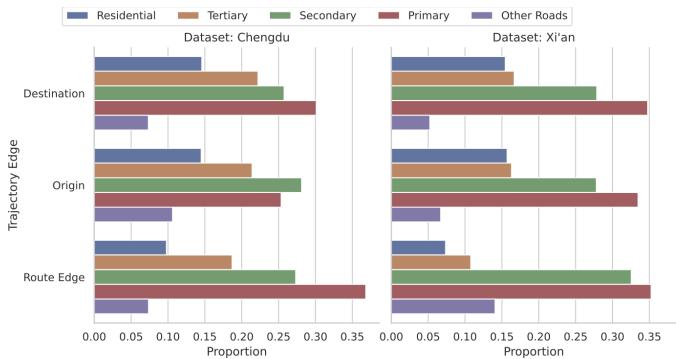 Residential Tertiary Secondary Primary Other Roads
Dataset: Chengdu Dataset: Xi'an
Trajectory Edge
Destination
Origin
Route Edge
0.00 0.05 0.10 0.15 0.20 0.25 0.30 0.35 0.00 0.05 0.10 0.15 0.20 0.25 0.30 0.35
Proportion Proportion